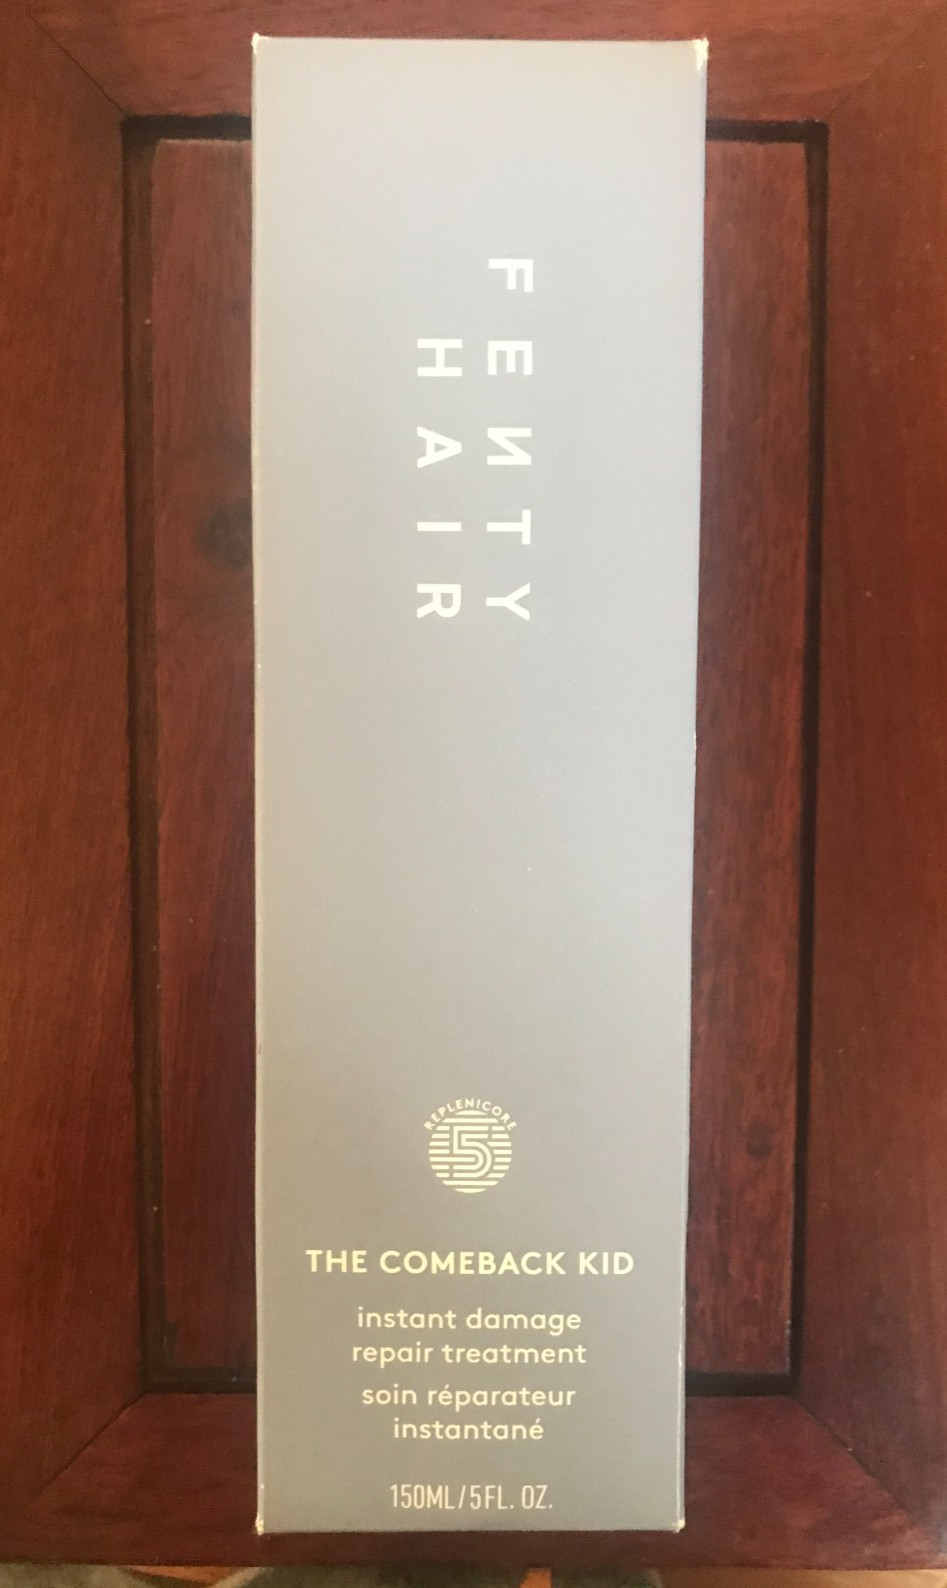 FENTY
HAIR
REPLENICORE
5
THE COMEBACK KID
instant damage
repair treatment
soin réparateur
instantané
150ML/5FL. OZ.